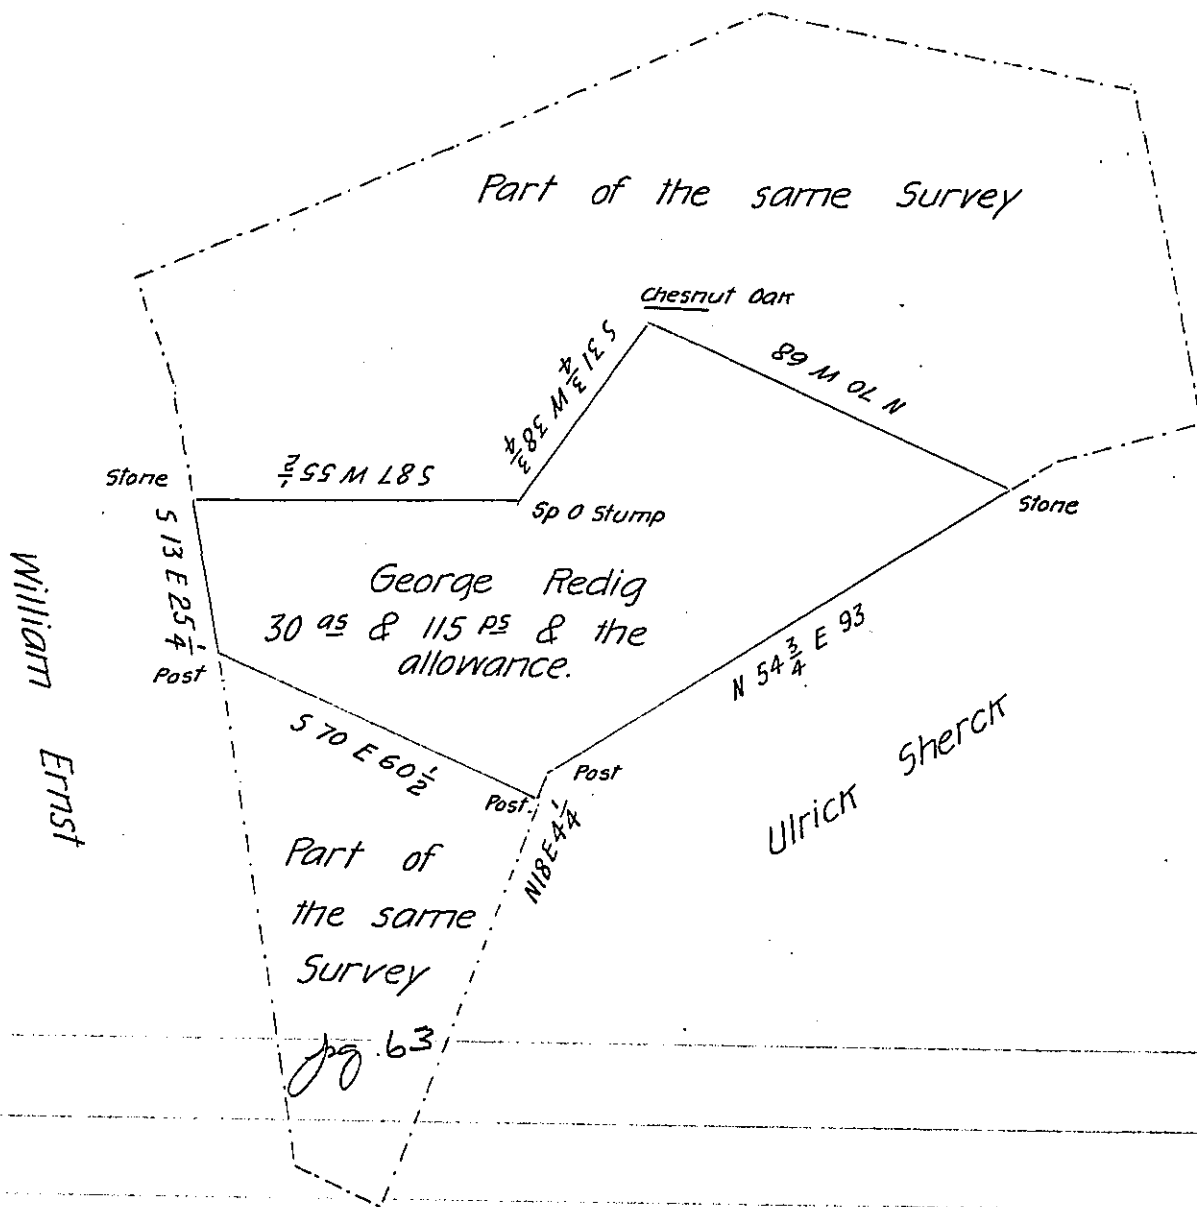 Part of the same Survey
Chesnut Oak
N 70 W 68
S 31 3/4 W 38 3/4
S 87 W 55 1/2
Stone
Sp O Stump
Stone
S 13 E 25 1/4
George Redig
30 as & 115 ps & the
allowance.
Post
N 54 3/4 E 93
S 70 E 60 1/2
Post
Post.
N 18 E 4 1/4
William Ernst
Ulrick Sherck
Part of
the same
Survey
pg. 63